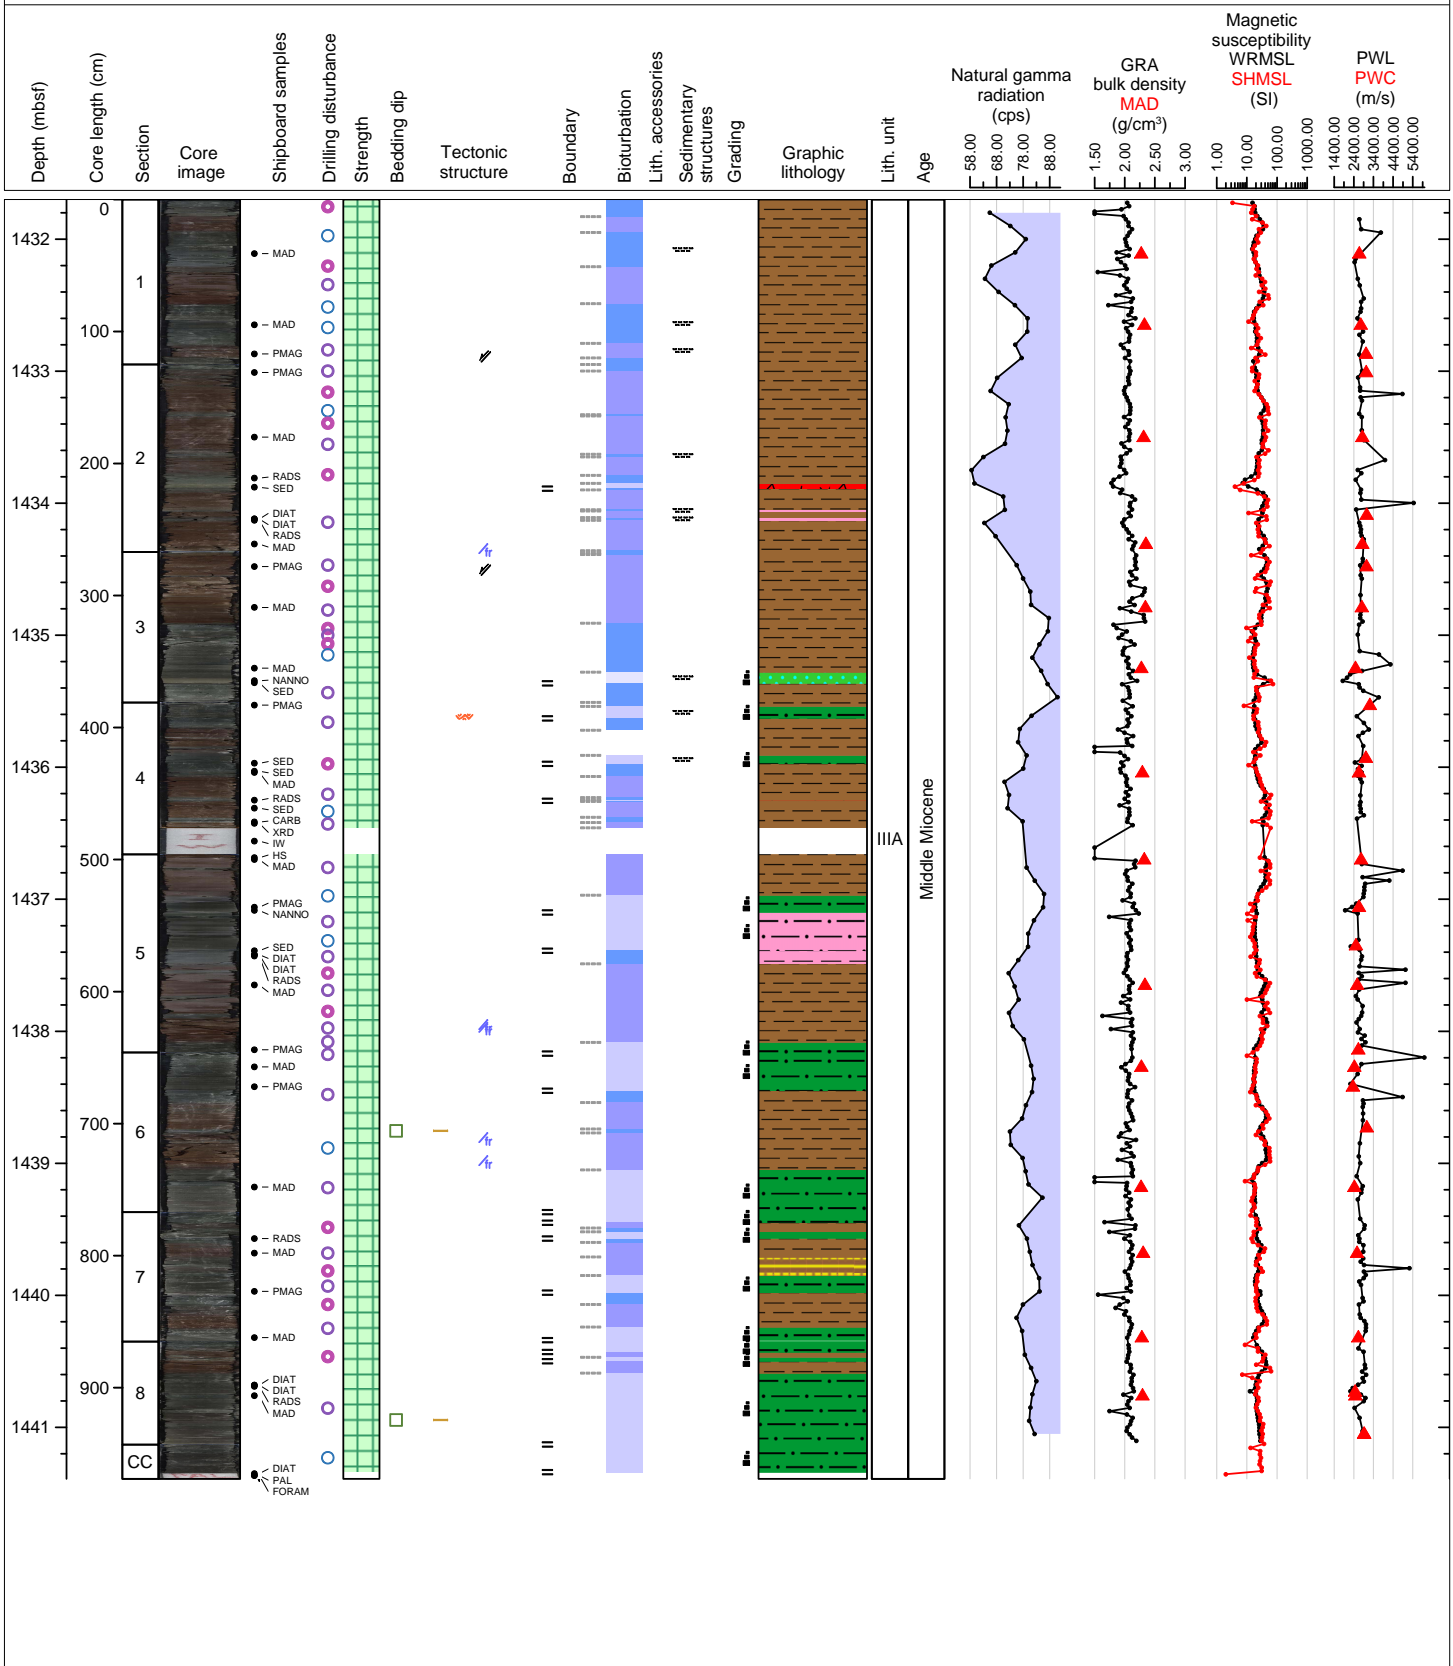 Depth (mbsf)
Core length (cm)
Section
Core
image
Shipboard samples
Drilling disturbance
Strength
Bedding dip
Tectonic
structure
Boundary
Bioturbation
Lith. accessories
Sedimentary
structures
Grading
Graphic
lithology
Lith. unit
Age
Natural gamma
radiation
(cps)
58.00 68.00 78.00 88.00
GRA
bulk density
MAD
(g/cm³)
1.50 2.00 2.50 3.00
Magnetic
susceptibility
WRMSL
SHMSL
(SI)
1.00 10.00 100.00 1000.00
PWL
PWC
(m/s)
1400.00 2400.00 3400.00 4400.00 5400.00
0
1432
MAD
1
100
MAD
PMAG
1433
PMAG
MAD
2
200
RADS
SED
1434
DIAT
DIAT
RADS
MAD
PMAG
300
MAD
3
1435
MAD
NANNO
SED
PMAG
400
SED
1436
SED
4
MAD
RADS
SED
CARB
XRD
IW
IIIA
Middle Miocene
HS
500
MAD
1437
PMAG
NANNO
SED
5
DIAT
DIAT
RADS
600
MAD
1438
PMAG
MAD
PMAG
700
6
1439
MAD
RADS
800
MAD
7
1440
PMAG
MAD
DIAT
900
DIAT
8
RADS
MAD
1441
CC
DIAT
PAL
FORAM